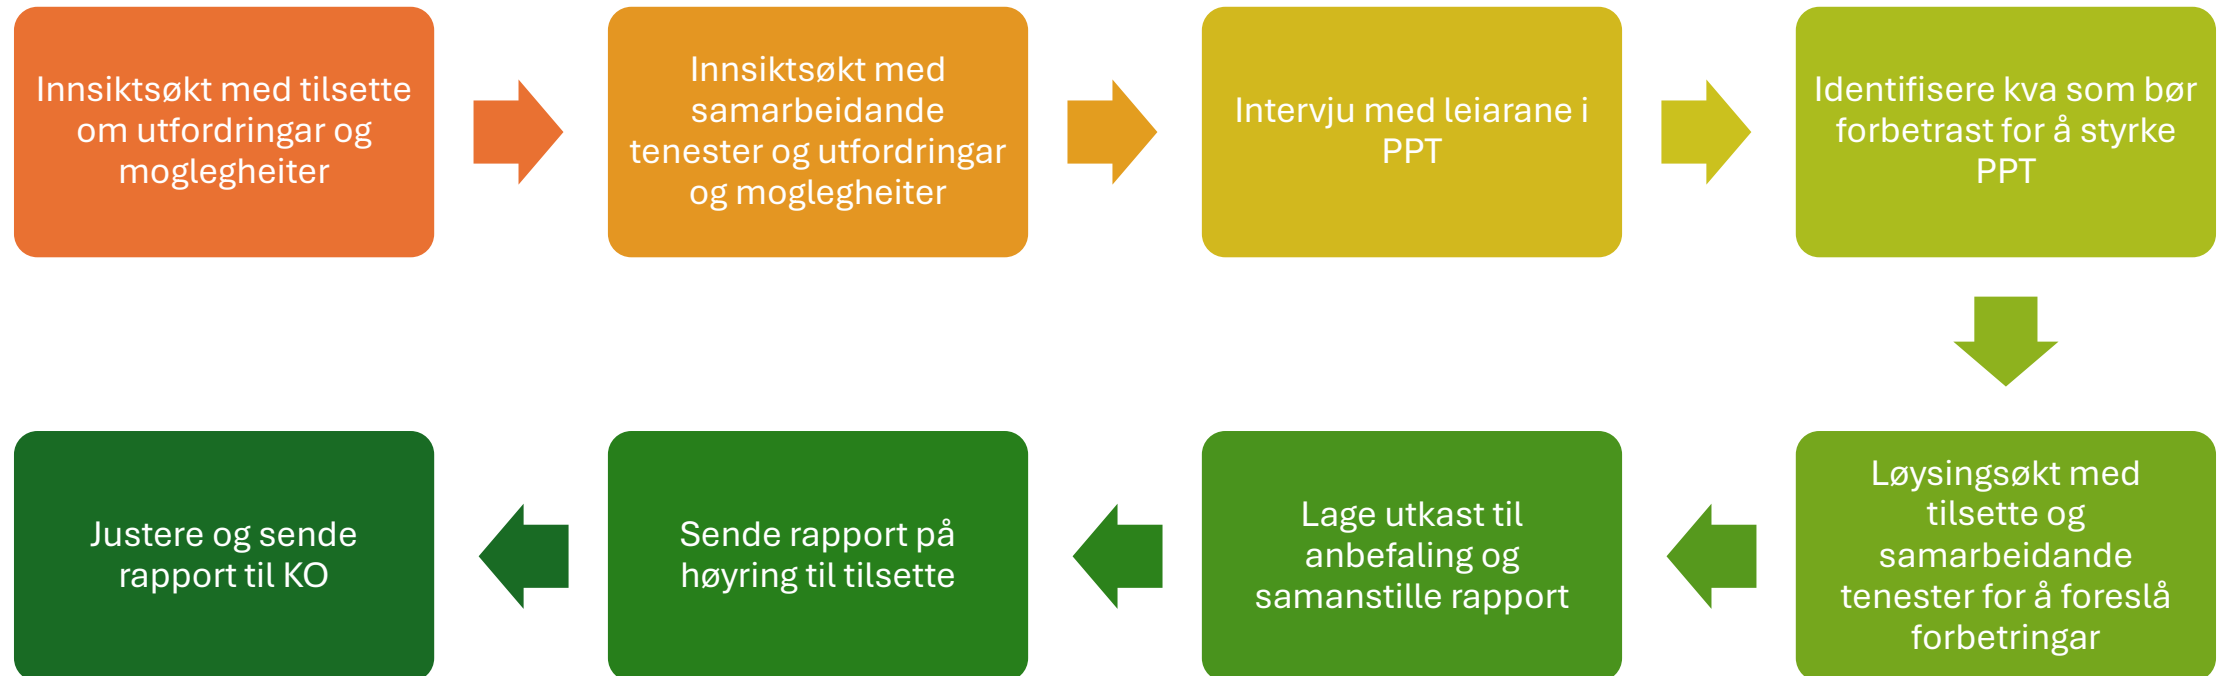 Innsiktsøkt med tilsette
om utfordringar og
moglegheiter
Innsiktsøkt med
samarbeidande
tenester og utfordringar
og moglegheiter
Intervju med leiarane i
PPT
Identifisere kva som bør
forbetrast for å styrke
PPT
Løysingsøkt med
tilsette og
samarbeidande
tenester for å foreslå
forbetringar
Lage utkast til
anbefaling og
samanstille rapport
Sende rapport på
høyring til tilsette
Justere og sende
rapport til KO